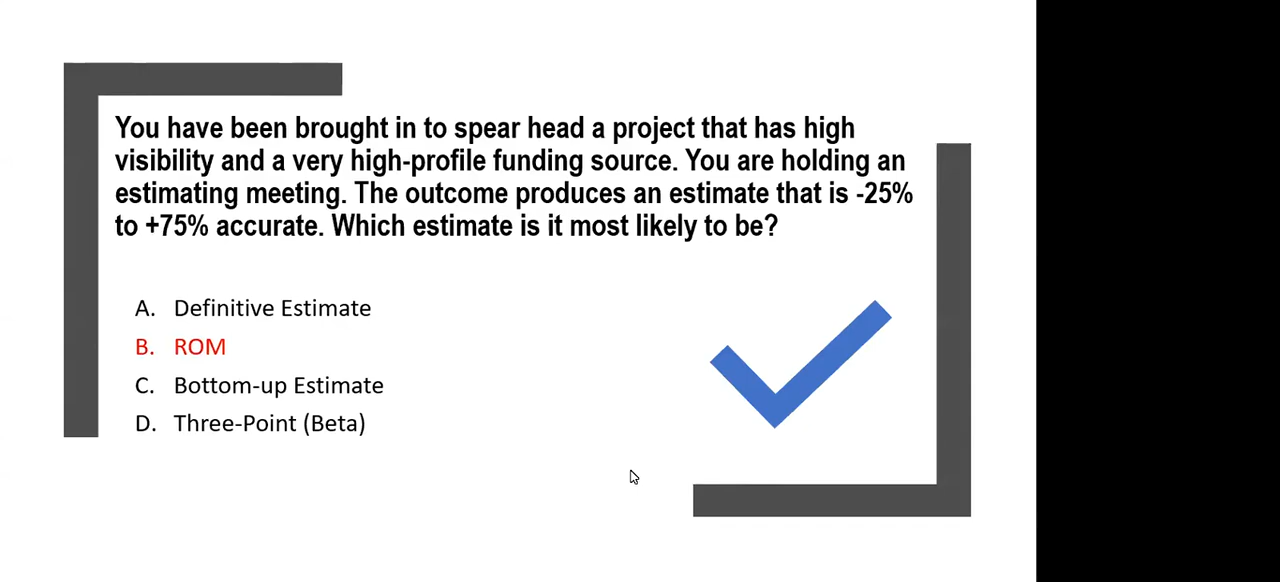 You have been brought in to spear head a project that has high
visibility and a very high-profile funding source. You are holding an
estimating meeting. The outcome produces an estimate that is -25%
to +75% accurate. Which estimate is it most likely to be?
A. Definitive Estimate
B. ROM
C. Bottom-up Estimate
D. Three-Point (Beta)